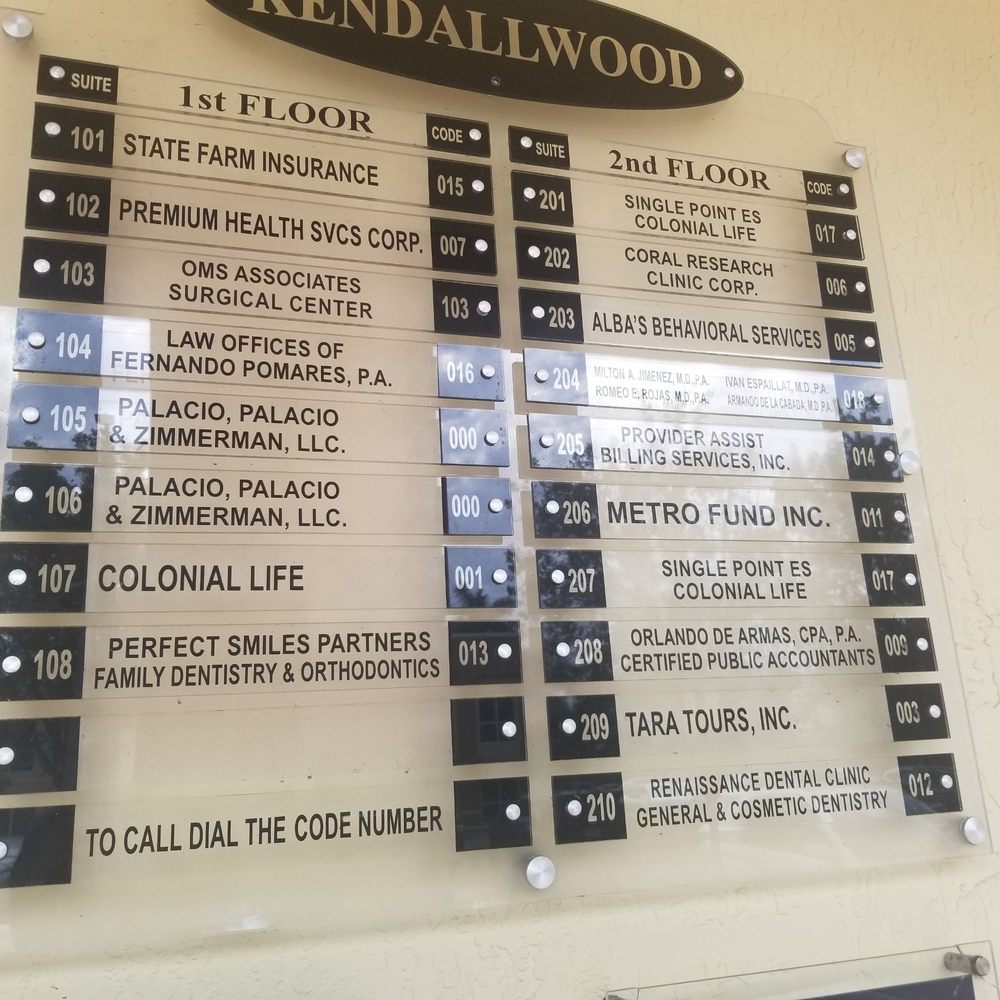 KENDALLWOOD
SUITE 1st FLOOR CODE
101 STATE FARM INSURANCE 015
102 PREMIUM HEALTH SVCS CORP. 007
103 OMS ASSOCIATES
SURGICAL CENTER 103
104 LAW OFFICES OF
FERNANDO POMARES, P.A. 016
105 PALACIO, PALACIO
& ZIMMERMAN, LLC. 000
106 PALACIO, PALACIO
& ZIMMERMAN, LLC. 000
107 COLONIAL LIFE 001
108 PERFECT SMILES PARTNERS
FAMILY DENTISTRY & ORTHODONTICS 013
TO CALL DIAL THE CODE NUMBER
SUITE 2nd FLOOR CODE
201 SINGLE POINT ES
COLONIAL LIFE 017
202 CORAL RESEARCH
CLINIC CORP. 006
203 ALBA'S BEHAVIORAL SERVICES 005
204 MILTON A. JIMENEZ, M.D.,P.A. IVAN ESPAILLAT, M.D.,P.A.
ROMEO E. ROJAS, M.D.,P.A. ARMANDO DE LA CABADA, M.D.,P.A. 018
205 PROVIDER ASSIST
BILLING SERVICES, INC. 014
206 METRO FUND INC. 011
207 SINGLE POINT ES
COLONIAL LIFE 017
208 ORLANDO DE ARMAS, CPA, P.A.
CERTIFIED PUBLIC ACCOUNTANTS 009
209 TARA TOURS, INC. 003
210 RENAISSANCE DENTAL CLINIC
GENERAL & COSMETIC DENTISTRY 012